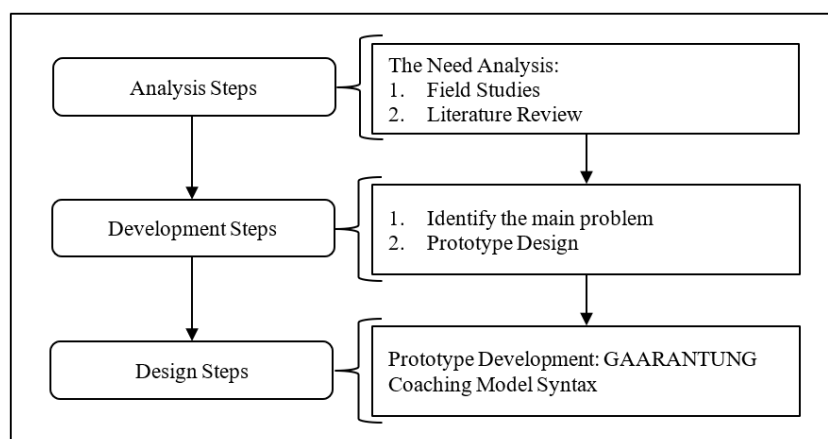 Analysis Steps
The Need Analysis:
1. Field Studies
2. Literature Review
Development Steps
1. Identify the main problem
2. Prototype Design
Design Steps
Prototype Development: GAARANTUNG
Coaching Model Syntax